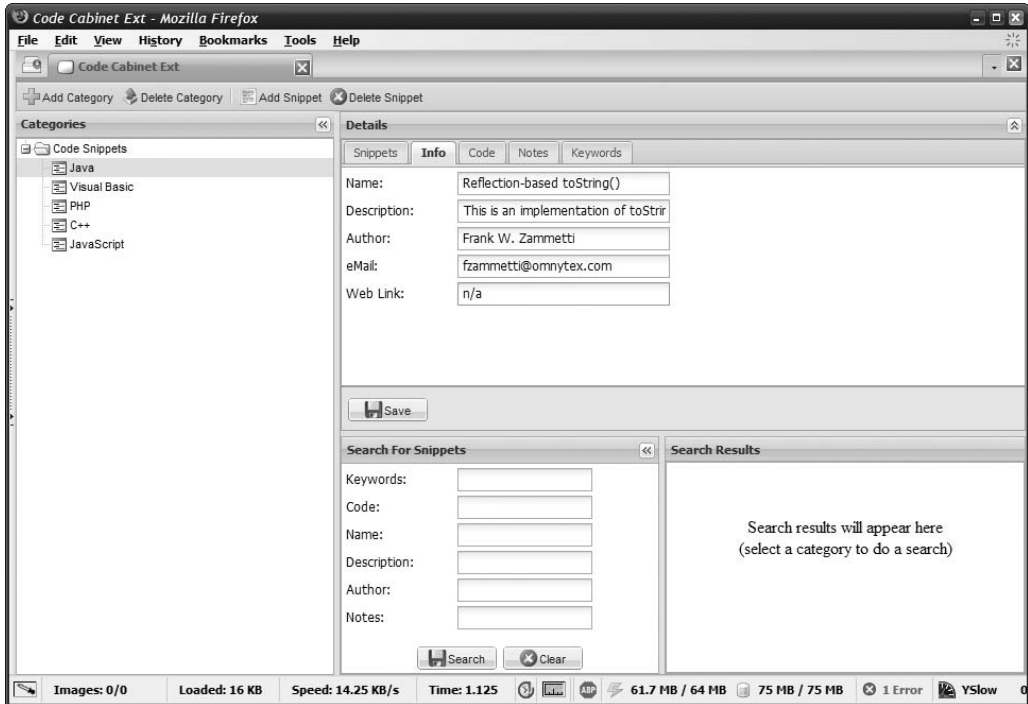 Code Cabinet Ext - Mozilla Firefox
File Edit View History Bookmarks Tools Help
Code Cabinet Ext
Add Category Delete Category Add Snippet Delete Snippet
Categories
Code Snippets
Java
Visual Basic
PHP
C++
JavaScript
Details
Snippets Info Code Notes Keywords
Name: Reflection-based toString()
Description: This is an implementation of toStrir
Author: Frank W. Zammetti
eMail: fzammetti@omnytex.com
Web Link: n/a
Save
Search For Snippets
Keywords:
Code:
Name:
Description:
Author:
Notes:
Search Clear
Search Results
Search results will appear here
(select a category to do a search)
Images: 0/0 Loaded: 16 KB Speed: 14.25 KB/s Time: 1.125 ABP 61.7 MB / 64 MB 75 MB / 75 MB 1 Error YSlow 0